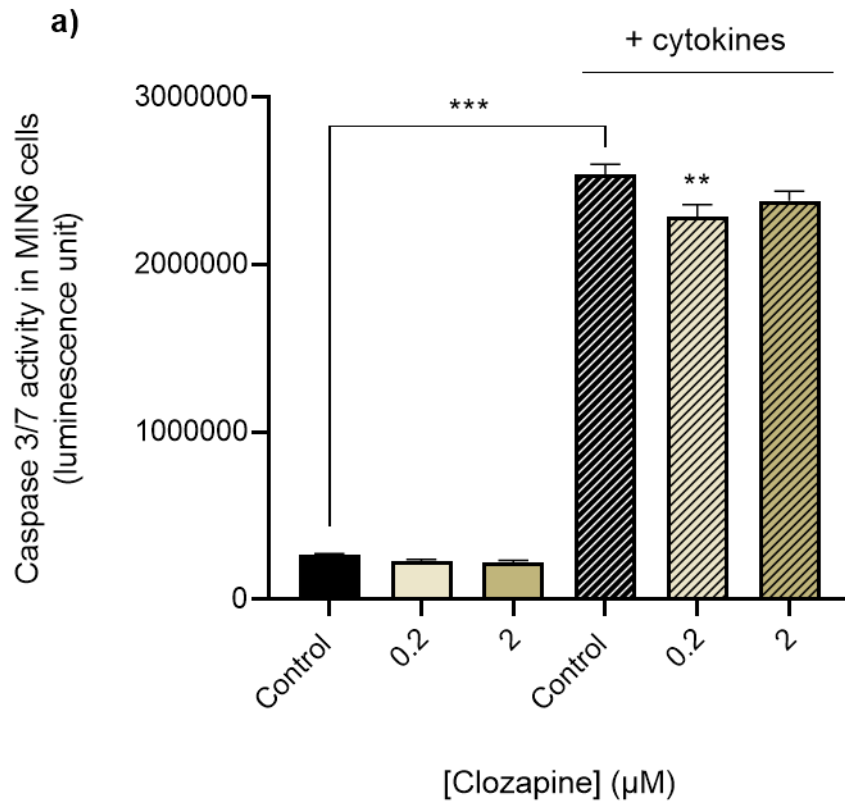 a)
+ cytokines
Caspase 3/7 activity in MIN6 cells
(luminescence unit)
3000000
2000000
1000000
0
***
**
Control
0.2
2
Control
0.2
2
[Clozapine] (μM)